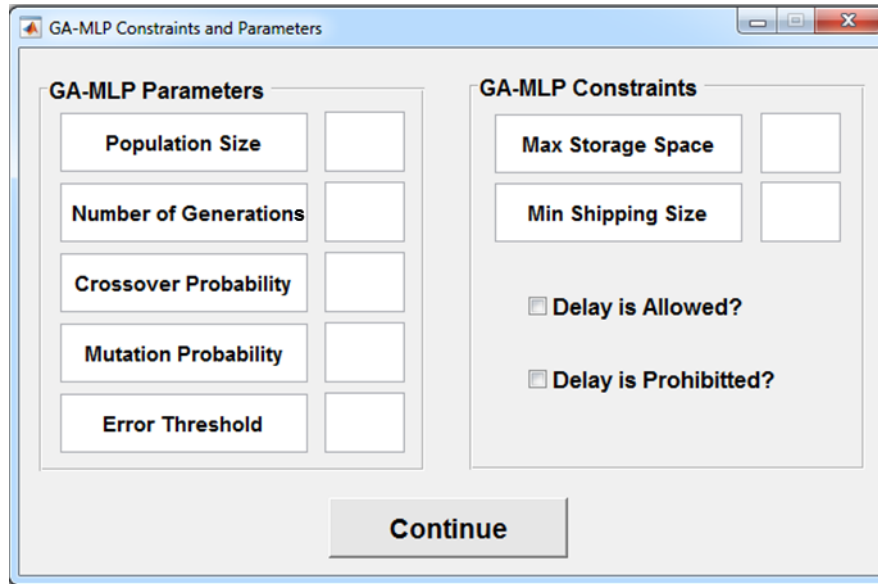 GA-MLP Constraints and Parameters
GA-MLP Parameters
Population Size
Number of Generations
Crossover Probability
Mutation Probability
Error Threshold
GA-MLP Constraints
Max Storage Space
Min Shipping Size
Delay is Allowed?
Delay is Prohibitted?
Continue